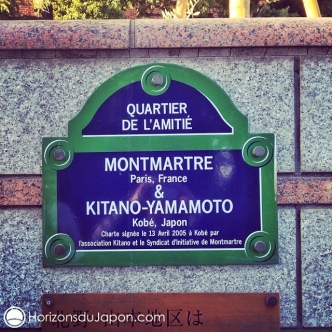 QUARTIER
DE L'AMITIÉ
MONTMARTRE
Paris, France
&
KITANO-YAMAMOTO
Kobé, Japon
Charte signée le 13 Avril 2005 à Kobé par
l'association Kitano et le Syndicat d'Initiative de Montmartre
HorizonsduJapon.com